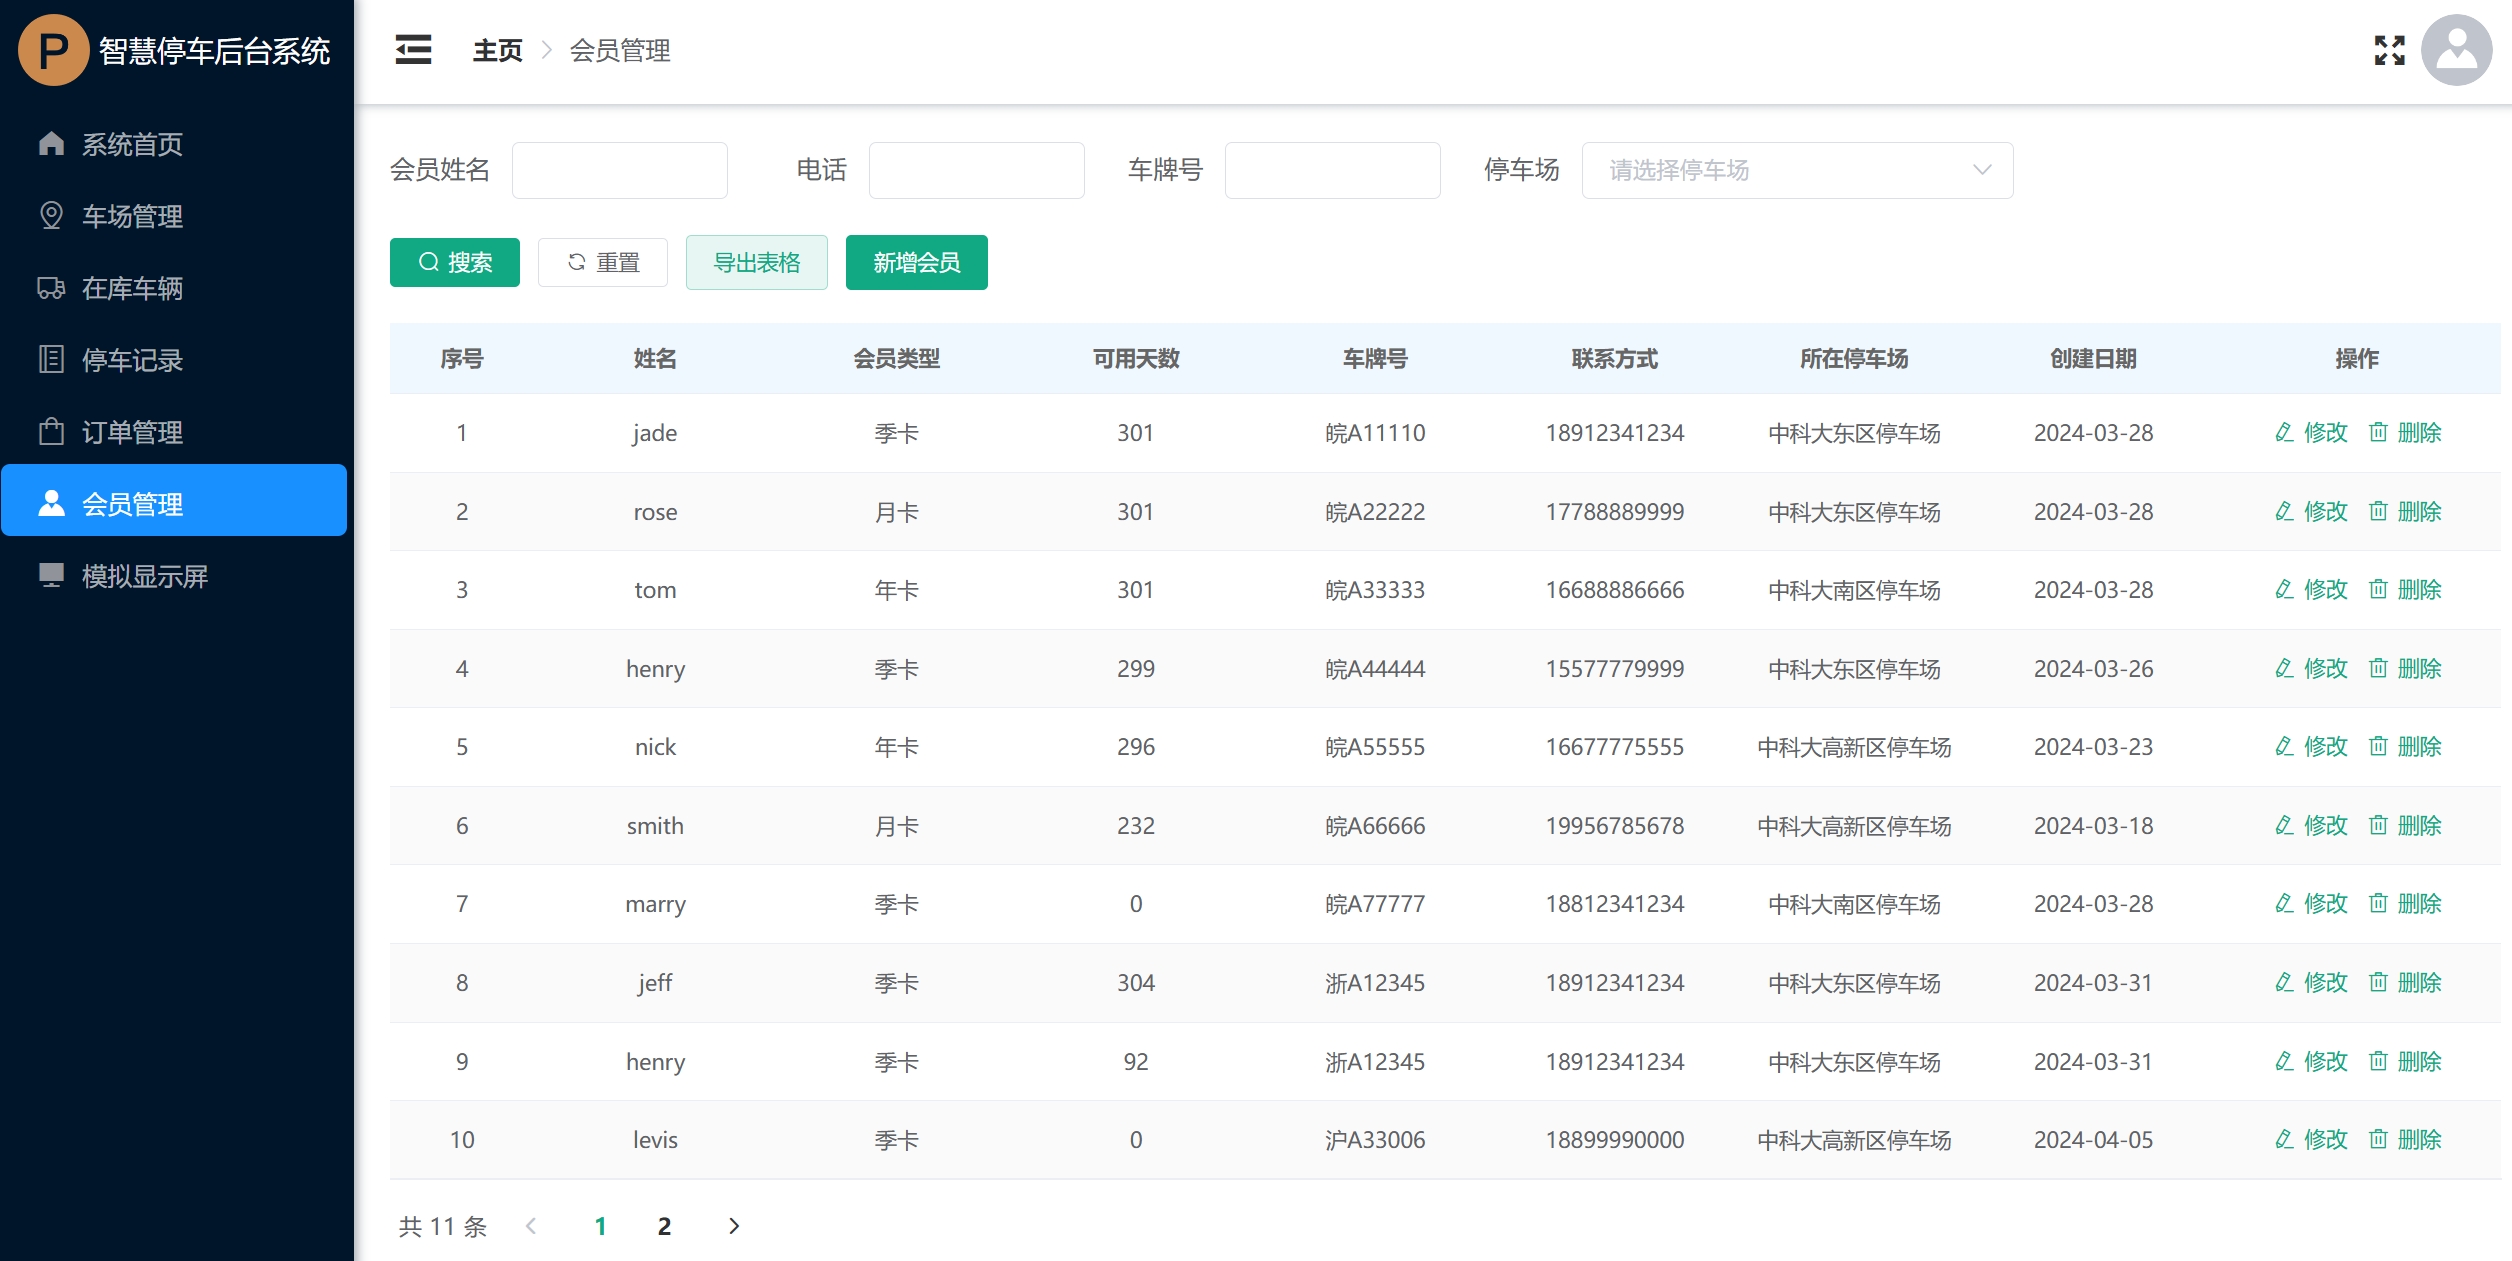 P 智慧停车后台系统
系统首页
车场管理
在库车辆
停车记录
订单管理
会员管理
模拟显示屏
主页 会员管理
会员姓名 电话 车牌号 停车场 请选择停车场
搜索 重置 导出表格 新增会员
序号 姓名 会员类型 可用天数 车牌号 联系方式 所在停车场 创建日期 操作
1 jade 季卡 301 皖A11110 18912341234 中科大东区停车场 2024-03-28 修改 删除
2 rose 月卡 301 皖A22222 17788889999 中科大东区停车场 2024-03-28 修改 删除
3 tom 年卡 301 皖A33333 16688886666 中科大南区停车场 2024-03-28 修改 删除
4 henry 季卡 299 皖A44444 15577779999 中科大东区停车场 2024-03-26 修改 删除
5 nick 年卡 296 皖A55555 16677775555 中科大高新区停车场 2024-03-23 修改 删除
6 smith 月卡 232 皖A66666 19956785678 中科大高新区停车场 2024-03-18 修改 删除
7 marry 季卡 0 皖A77777 18812341234 中科大南区停车场 2024-03-28 修改 删除
8 jeff 季卡 304 浙A12345 18912341234 中科大东区停车场 2024-03-31 修改 删除
9 henry 季卡 92 浙A12345 18912341234 中科大东区停车场 2024-03-31 修改 删除
10 levis 季卡 0 沪A33006 18899990000 中科大高新区停车场 2024-04-05 修改 删除
共 11 条 1 2